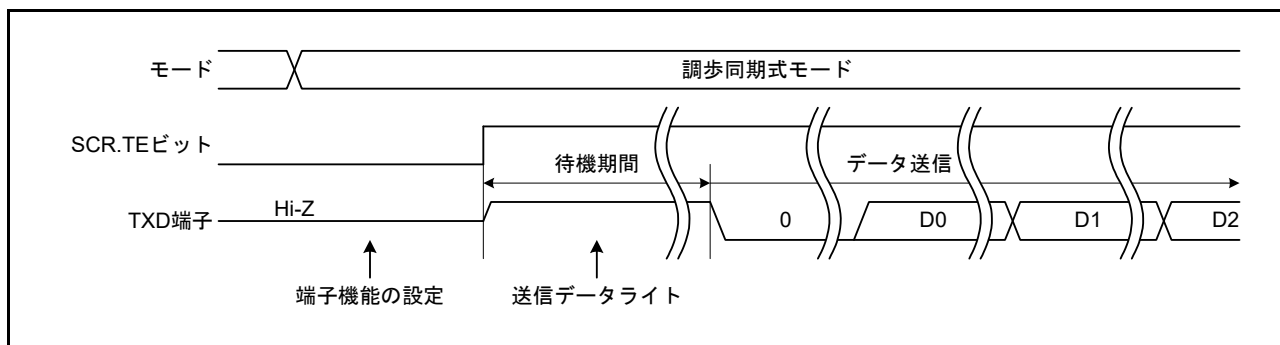 モード
調歩同期式モード
SCR.TEビット
待機期間
データ送信
TXD端子
Hi-Z
0
D0
D1
D2
端子機能の設定
送信データライト